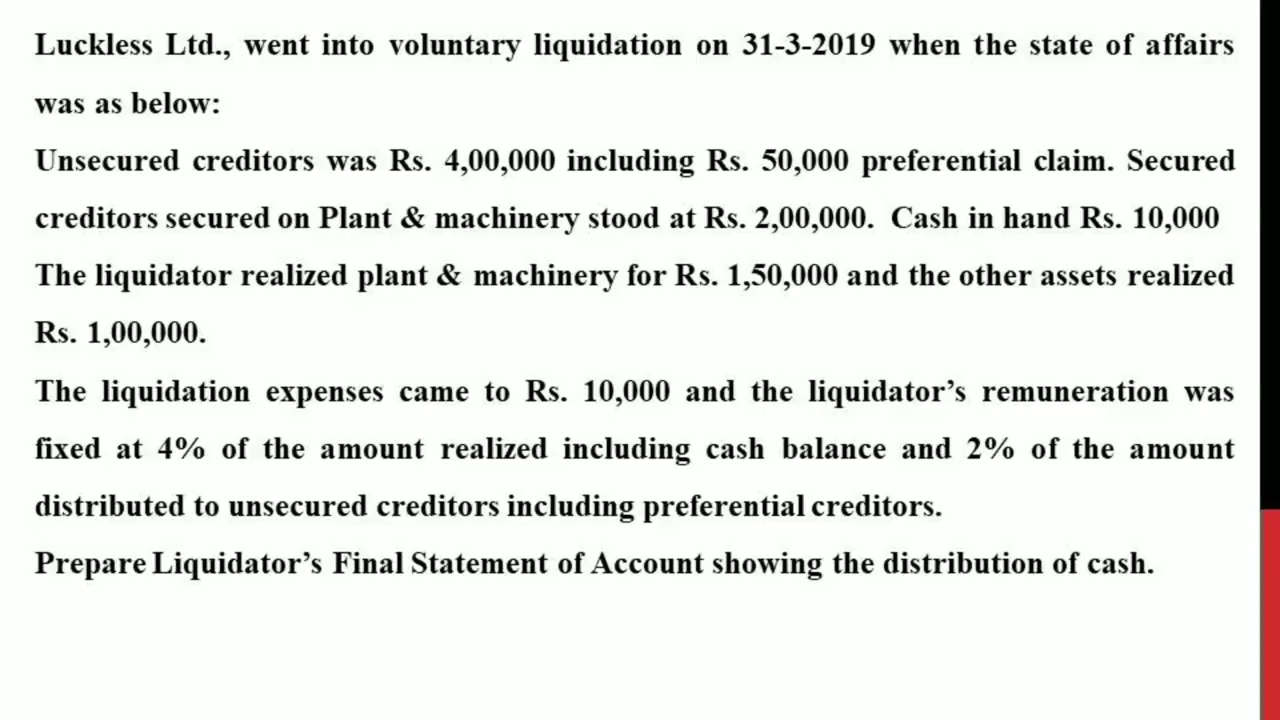 Luckless Ltd., went into voluntary liquidation on 31-3-2019 when the state of affairs
was as below:
Unsecured creditors was Rs. 4,00,000 including Rs. 50,000 preferential claim. Secured
creditors secured on Plant & machinery stood at Rs. 2,00,000. Cash in hand Rs. 10,000
The liquidator realized plant & machinery for Rs. 1,50,000 and the other assets realized
Rs. 1,00,000.
The liquidation expenses came to Rs. 10,000 and the liquidator’s remuneration was
fixed at 4% of the amount realized including cash balance and 2% of the amount
distributed to unsecured creditors including preferential creditors.
Prepare Liquidator’s Final Statement of Account showing the distribution of cash.